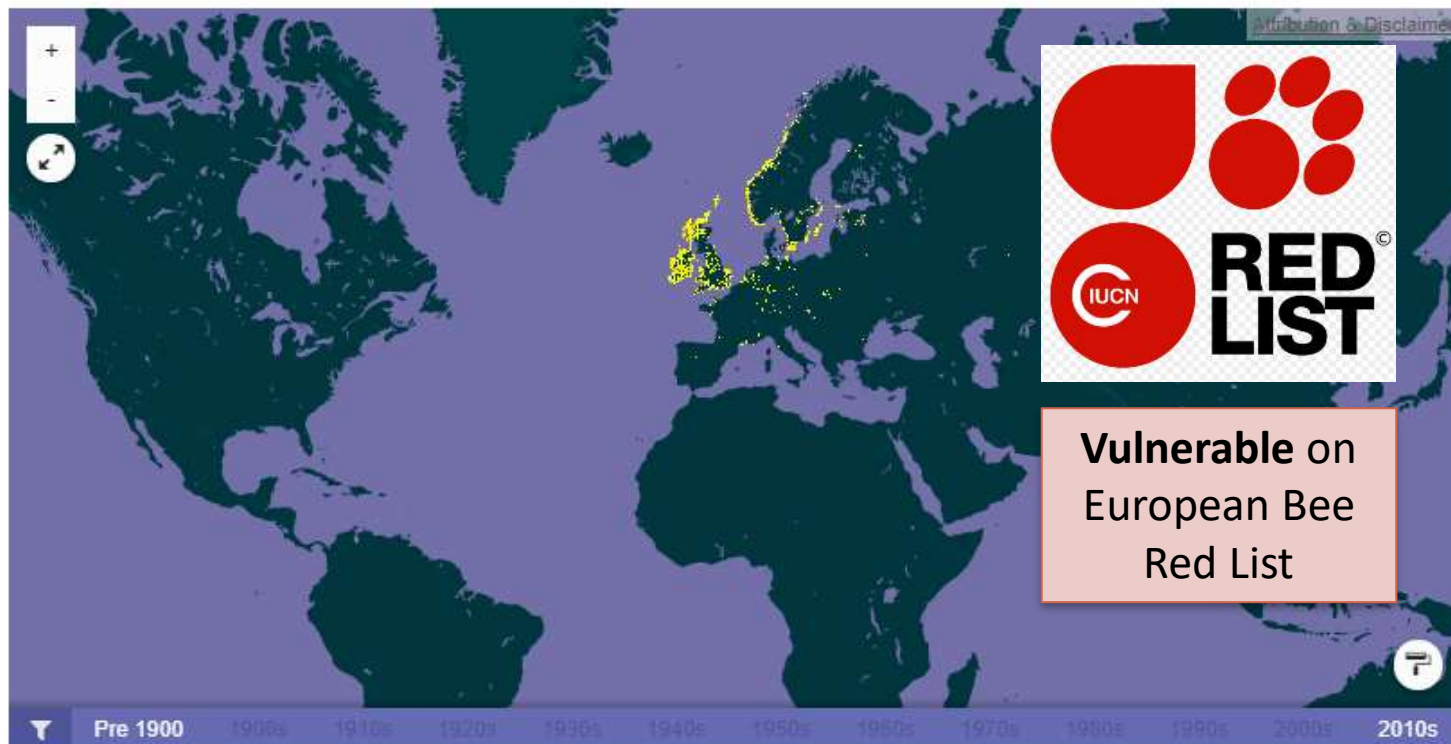 Attribution & Disclaimer
+
-
©
RED
LIST
IUCN
Vulnerable on
European Bee
Red List
Pre 1900 1900s 1910s 1920s 1930s 1940s 1950s 1960s 1970s 1980s 1990s 2000s 2010s